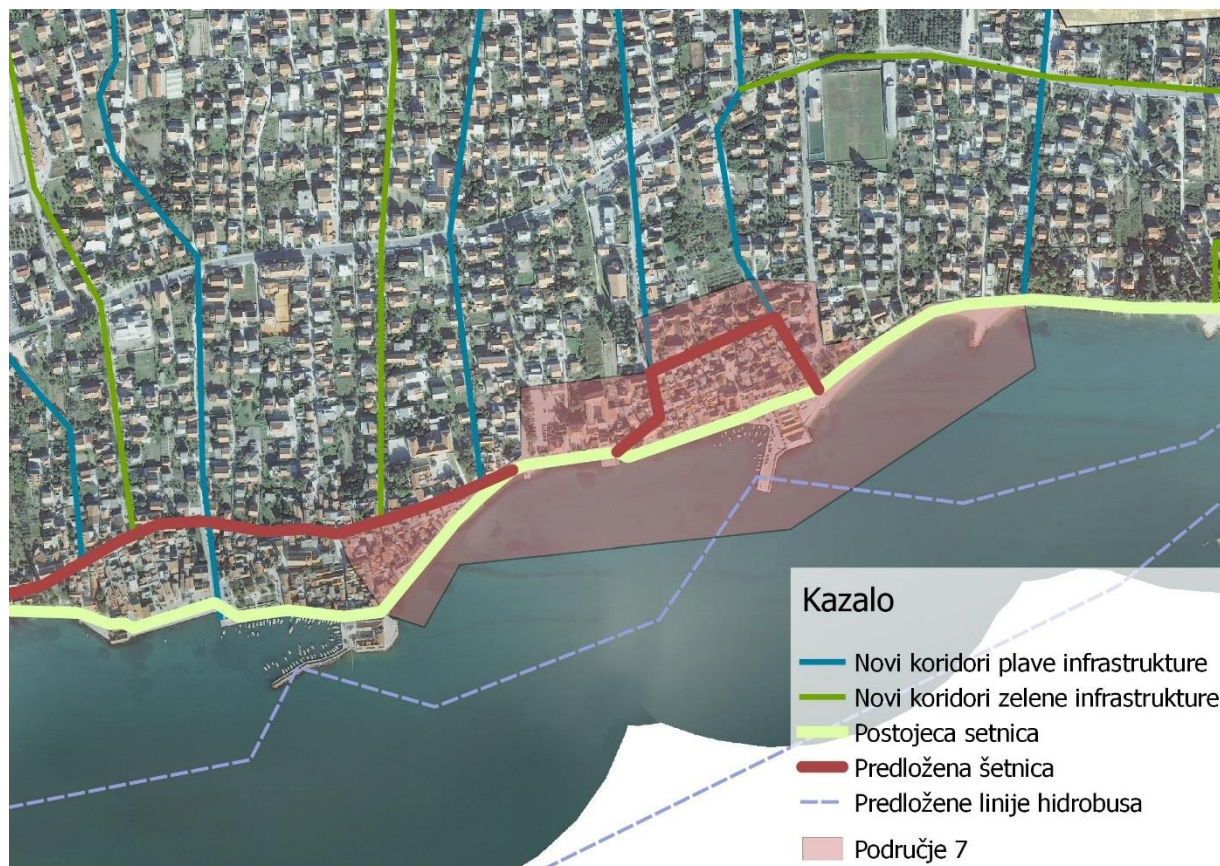 Kazalo
Novi koridori plave infrastrukture
Novi koridori zelene infrastrukture
Postojeca setnica
Predložena šetnica
Predložene linije hidrobusa
Područje 7